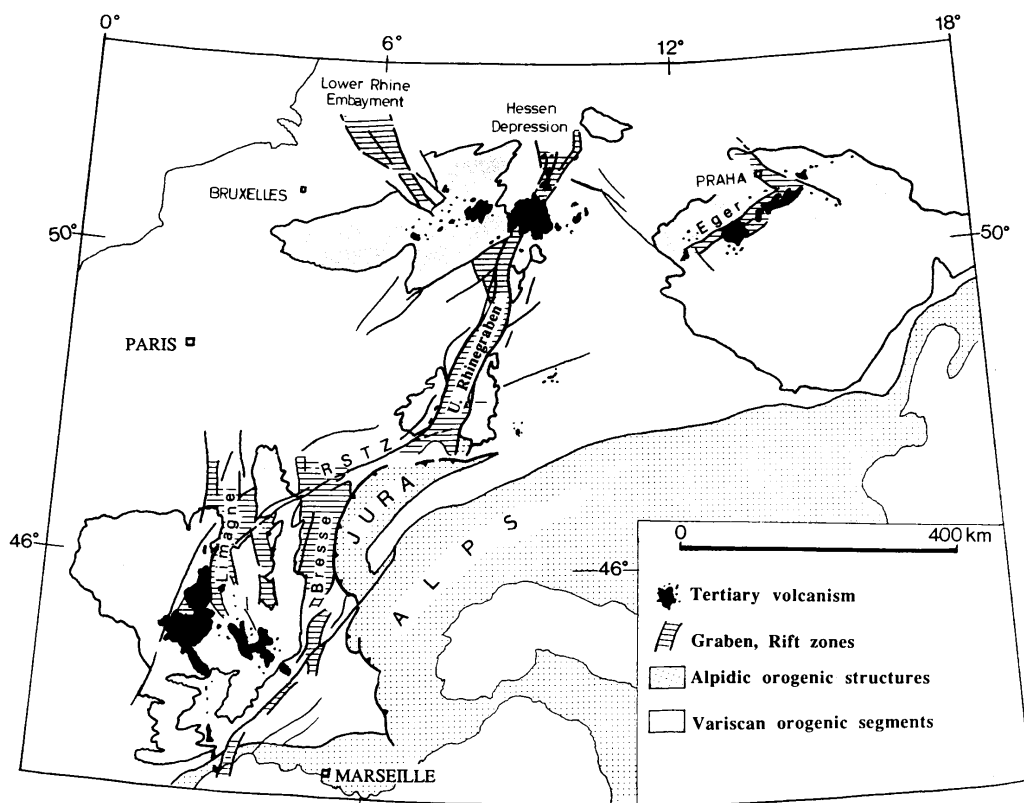 0°
6°
12°
18°
Lower Rhine
Embayment
Hessen
Depression
BRUXELLES
PRAHA
Eger
50°
50°
PARIS
U. Rhinegraben
RSTZ
JURA
Limagne
Bresse
ALPS
46°
46°
0
400 km
Tertiary volcanism
Graben, Rift zones
Alpidic orogenic structures
Variscan orogenic segments
MARSEILLE